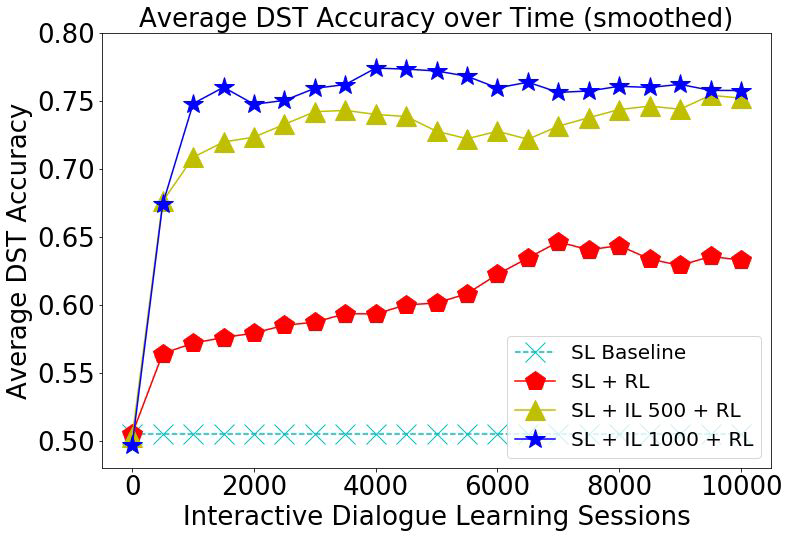 Average DST Accuracy over Time (smoothed)
0.80
0.75
0.70
0.65
0.60
0.55
0.50
Average DST Accuracy
SL Baseline
SL + RL
SL + IL 500 + RL
SL + IL 1000 + RL
0 2000 4000 6000 8000 10000
Interactive Dialogue Learning Sessions